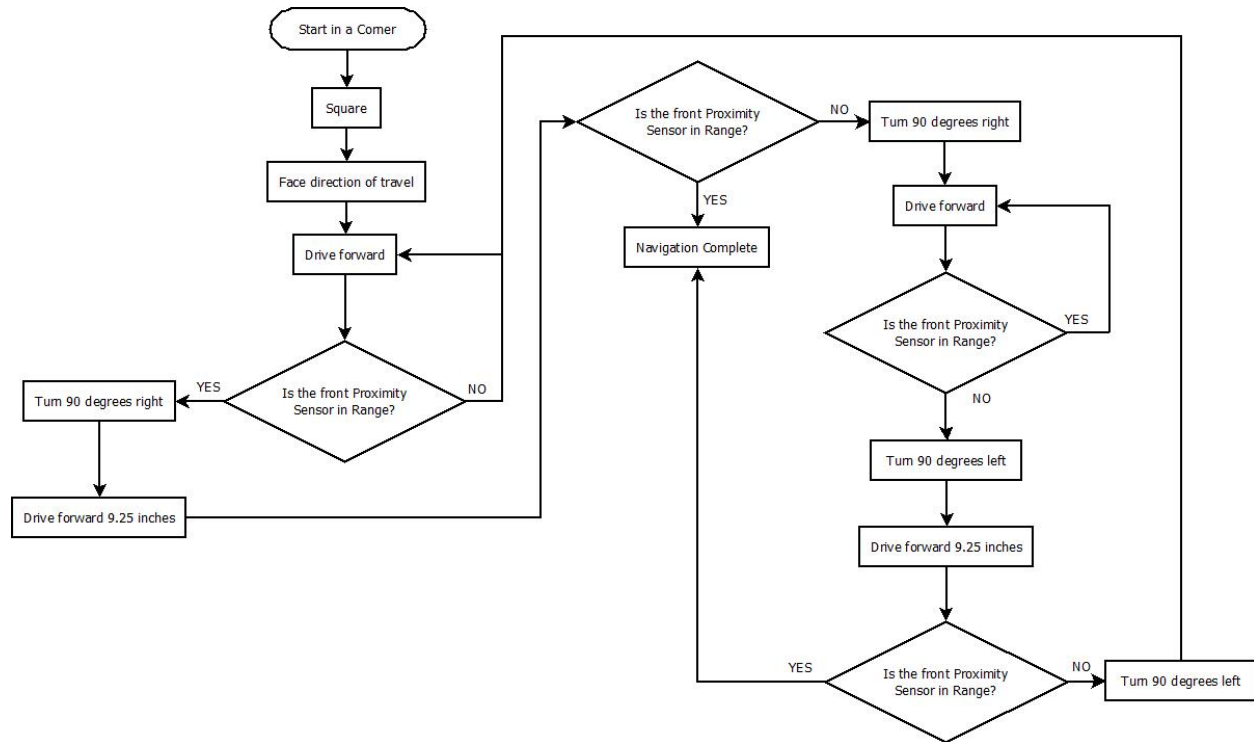 Start in a Corner
Square
Face direction of travel
Drive forward
Is the front Proximity
Sensor in Range?
YES
NO
Turn 90 degrees right
Drive forward 9.25 inches
Is the front Proximity
Sensor in Range?
NO
YES
Navigation Complete
Turn 90 degrees right
Drive forward
Is the front Proximity
Sensor in Range?
YES
NO
Turn 90 degrees left
Drive forward 9.25 inches
Is the front Proximity
Sensor in Range?
YES
NO
Turn 90 degrees left